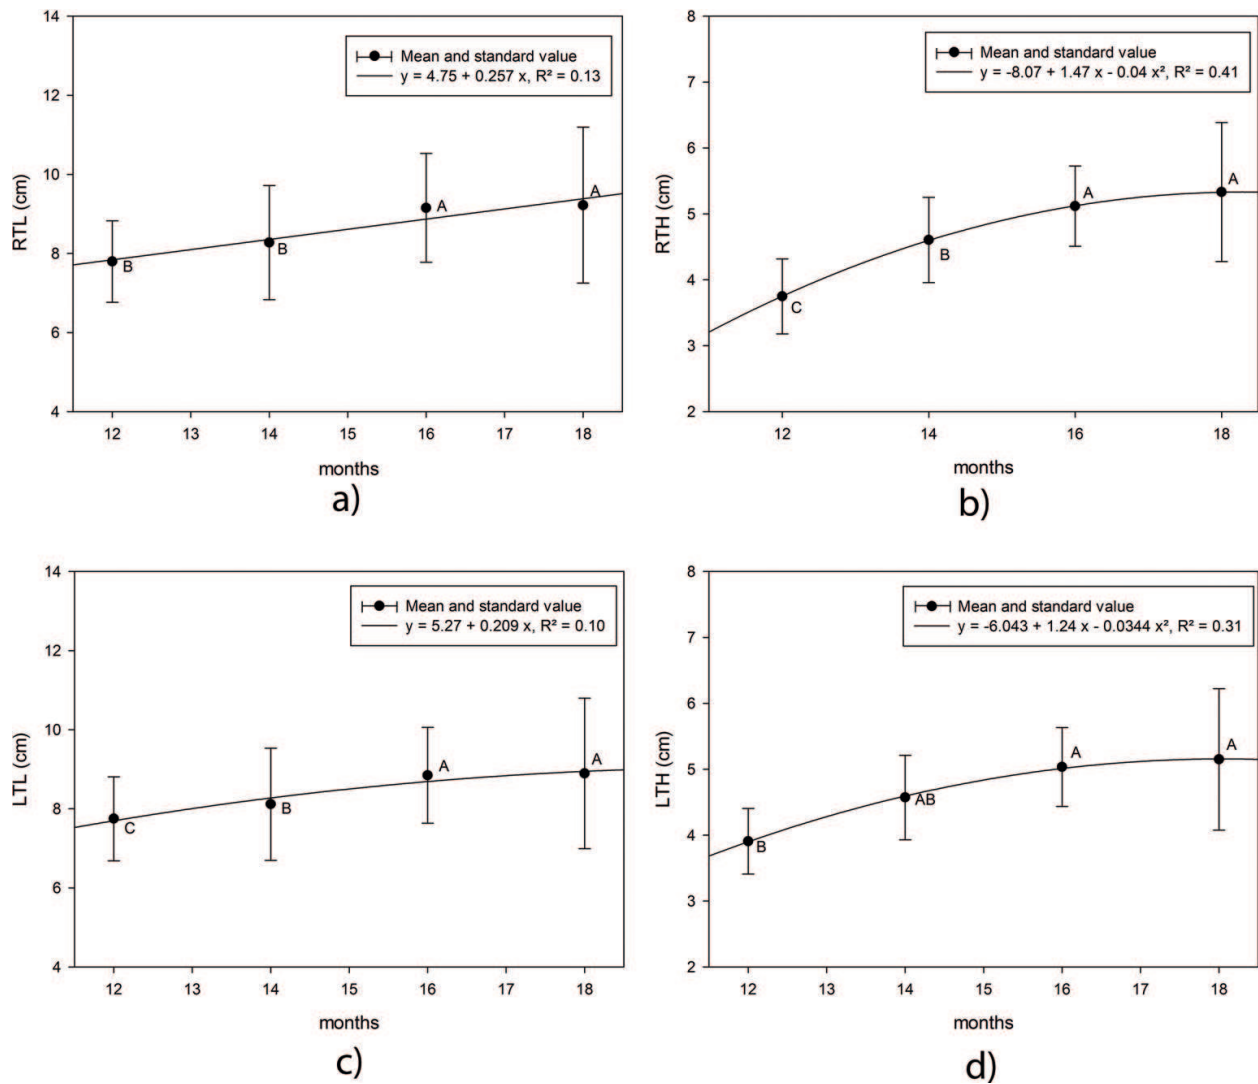 14
12
10
8
6
4
RTL (cm)
Mean and standard value
y = 4.75 + 0.257 x, R² = 0.13
B
B
A
A
12
13
14
15
16
17
18
months
a)
8
7
6
5
4
3
2
RTH (cm)
Mean and standard value
y = -8.07 + 1.47 x - 0.04 x², R² = 0.41
C
B
A
A
12
14
16
18
months
b)
14
12
10
8
6
4
LTL (cm)
Mean and standard value
y = 5.27 + 0.209 x, R² = 0.10
C
B
A
A
12
13
14
15
16
17
18
months
c)
8
7
6
5
4
3
2
LTH (cm)
Mean and standard value
y = -6.043 + 1.24 x - 0.0344 x², R² = 0.31
B
AB
A
A
12
13
14
15
16
17
18
months
d)